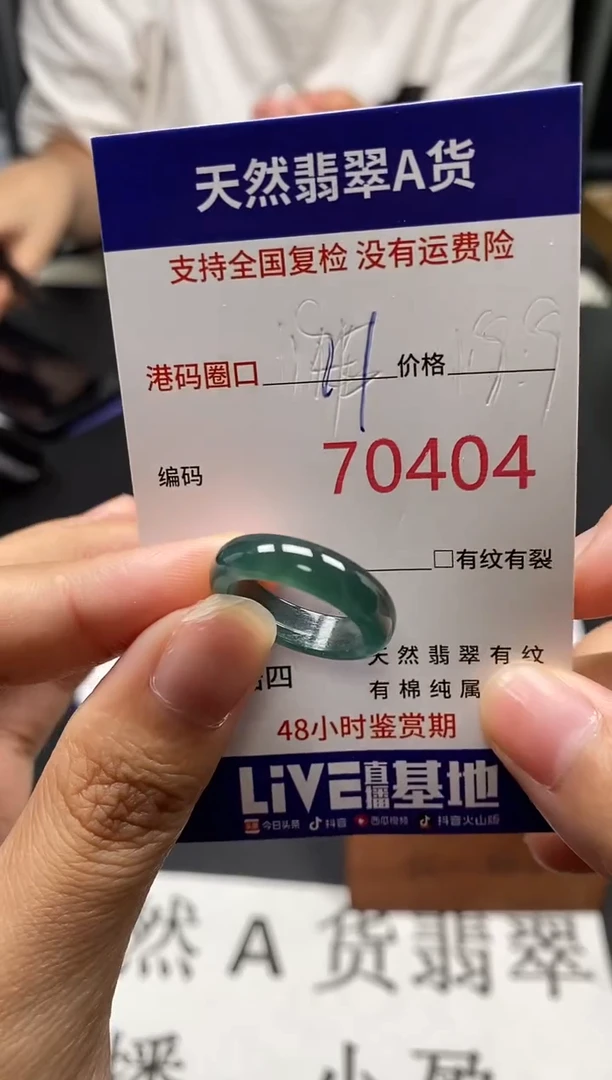 天然翡翠A货
支持全国复检 没有运费险
港码圈口 21 价格
编码 70404
□有纹有裂
天然翡翠有纹
四
有棉纯属
48小时鉴赏期
LiVE直播基地
今日头条 抖音 西瓜视频 抖音火山版
然 A 货翡翠